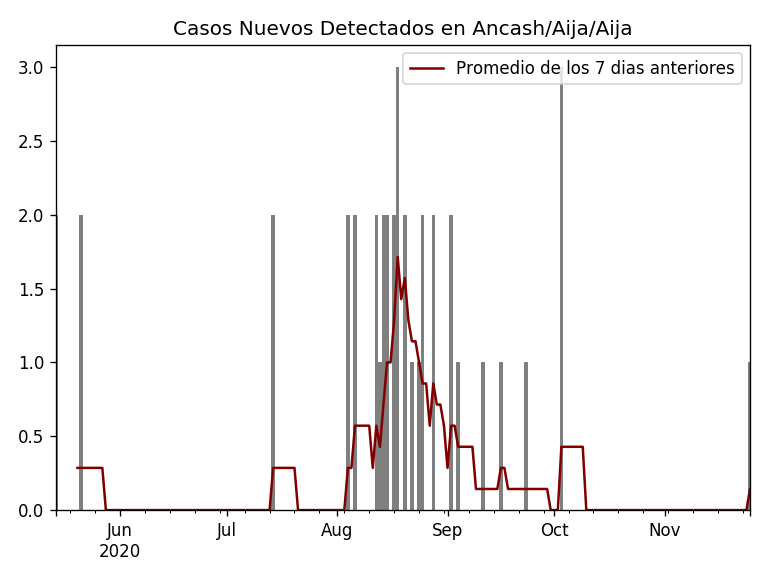 Casos Nuevos Detectados en Ancash/Aija/Aija
Promedio de los 7 dias anteriores
3.0
2.5
2.0
1.5
1.0
0.5
0.0
Jun
2020
Jul
Aug
Sep
Oct
Nov